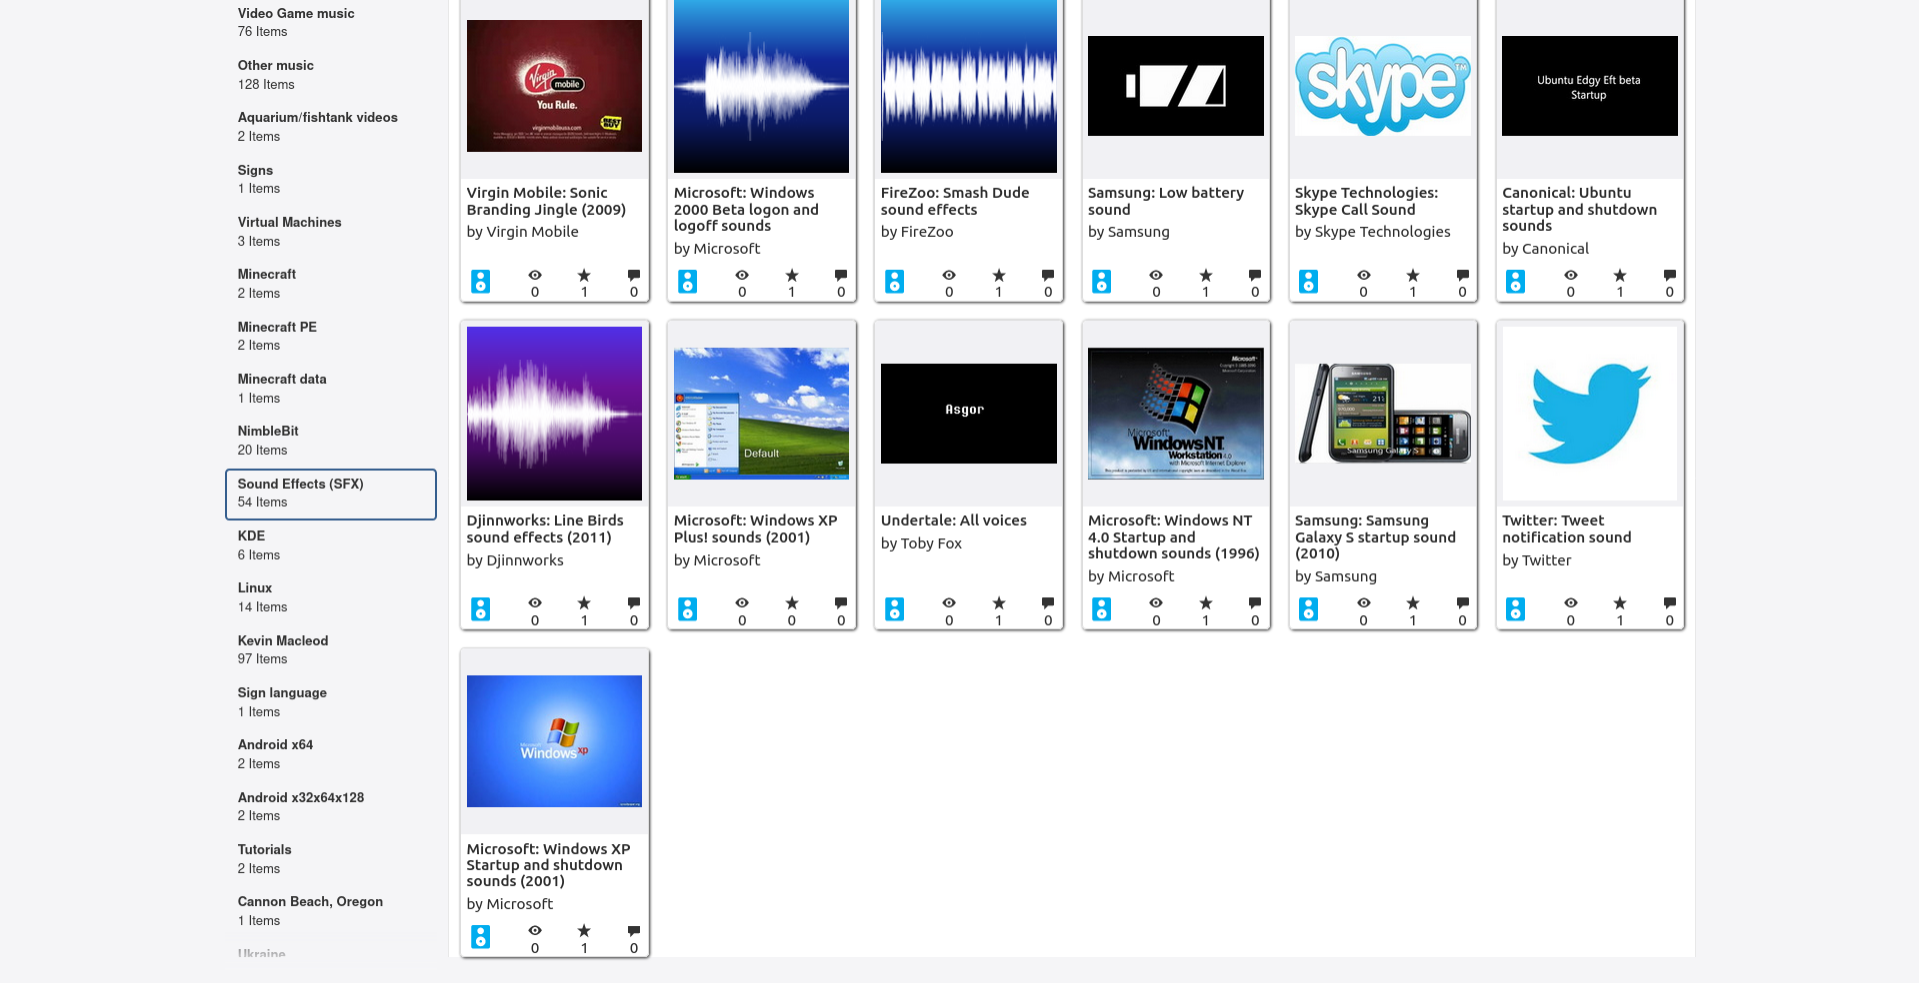 Video Game music
76 Items
Other music
128 Items
Aquarium/fishtank videos
2 Items
Signs
1 Items
Virtual Machines
3 Items
Minecraft
2 Items
Minecraft PE
2 Items
Minecraft data
1 Items
NimbleBit
20 Items
Sound Effects (SFX)
54 Items
KDE
6 Items
Linux
14 Items
Kevin Macleod
97 Items
Sign language
1 Items
Android x64
2 Items
Android x32x64x128
2 Items
Tutorials
2 Items
Cannon Beach, Oregon
1 Items
Ukraine
Virgin
mobile
You Rule.
virginmobileusa.com
BEST BUY
Virgin Mobile: Sonic
Branding Jingle (2009)
by Virgin Mobile
0 1 0
Microsoft: Windows
2000 Beta logon and
logoff sounds
by Microsoft
0 1 0
FireZoo: Smash Dude
sound effects
by FireZoo
0 1 0
Samsung: Low battery
sound
by Samsung
0 1 0
skype
TM
Skype Technologies:
Skype Call Sound
by Skype Technologies
0 1 0
Ubuntu Edgy Eft beta
Startup
Canonical: Ubuntu
startup and shutdown
sounds
by Canonical
0 1 0
Djinnworks: Line Birds
sound effects (2011)
by Djinnworks
0 1 0
Default
Microsoft: Windows XP
Plus! sounds (2001)
by Microsoft
0 0 0
Asgor
Undertale: All voices
by Toby Fox
0 1 0
Microsoft
Microsoft
WindowsNT
Workstation 4.0
with Microsoft Internet Explorer
Microsoft: Windows NT
4.0 Startup and
shutdown sounds (1996)
by Microsoft
0 1 0
Samsung Galaxy S
Samsung: Samsung
Galaxy S startup sound
(2010)
by Samsung
0 1 0
Twitter: Tweet
notification sound
by Twitter
0 1 0
Microsoft
Windows xp
Microsoft: Windows XP
Startup and shutdown
sounds (2001)
by Microsoft
0 1 0